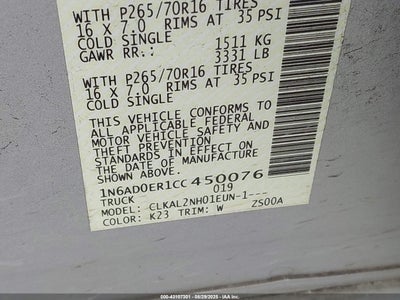 WITH P265/70R16 TIRES
16 X 7.0 RIMS AT 35 PSI
COLD SINGLE
GAWR RR.: 1511 KG
3331 LB
WITH P265/70R16 TIRES
16 X 7.0 RIMS AT 35 PSI
COLD SINGLE
THIS VEHICLE CONFORMS TO
ALL APPLICABLE FEDERAL
MOTOR VEHICLE SAFETY AND
THEFT PREVENTION
STANDARDS IN EFFECT ON
THE DATE OF MANUFACTURE
SHOWN ABOVE.
1N6AD0ER1CC450076
TRUCK 019
MODEL: CLKAL2NH01EUN-1---
COLOR: K23 TRIM: W ZS00A
000-40107301 - 08/29/2025 - IAA